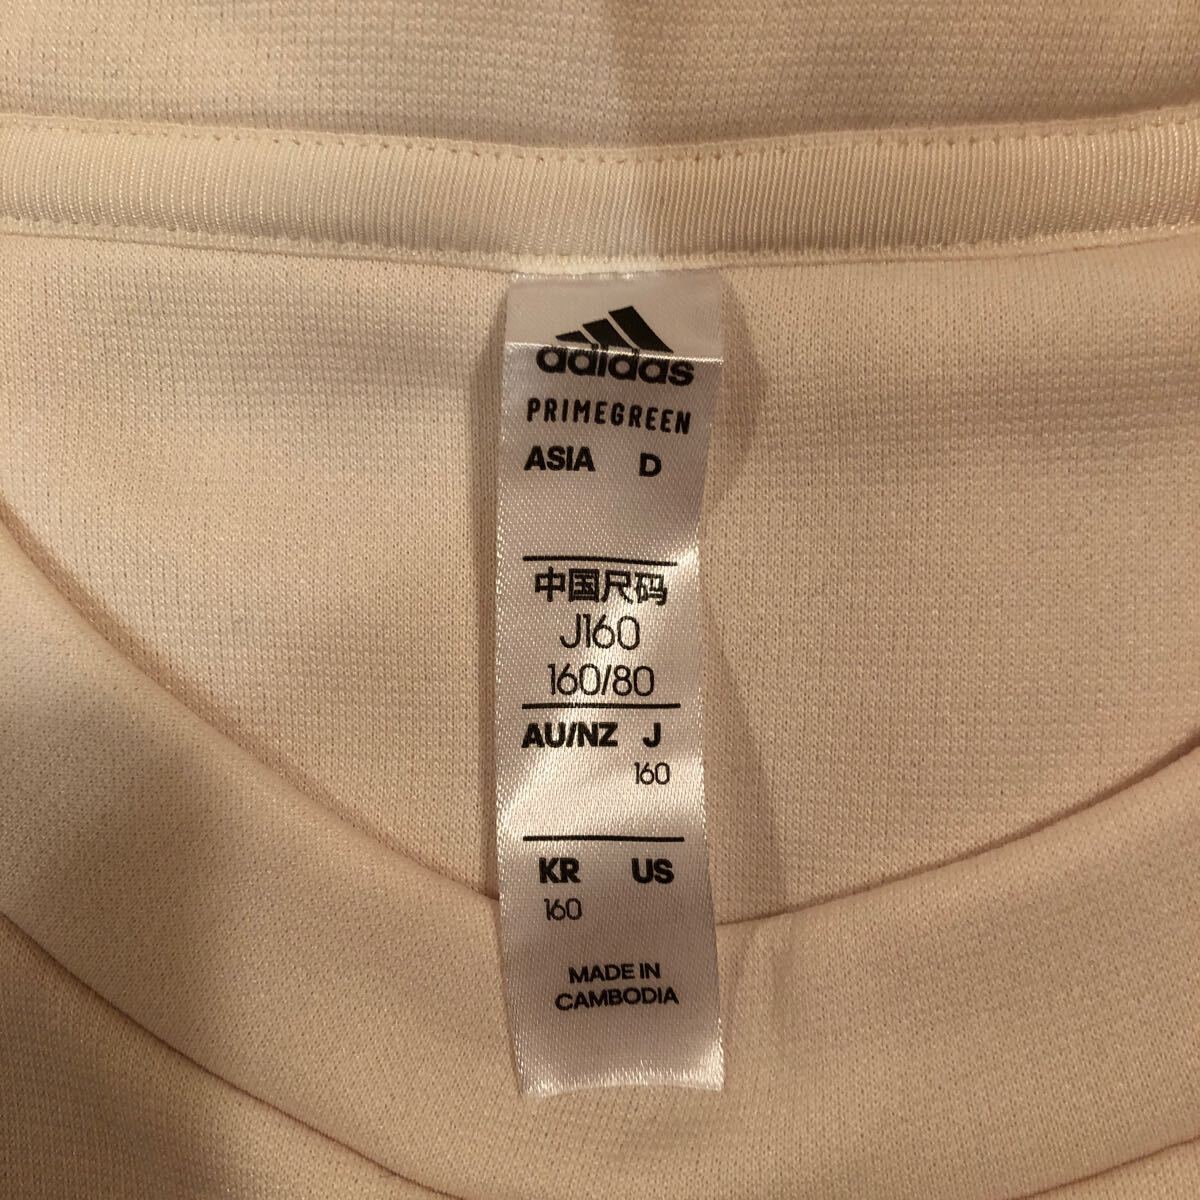 adidas
PRIMEGREEN
ASIA D
中国尺码
J160
160/80
AU/NZ J
160
KR US
160
MADE IN
CAMBODIA